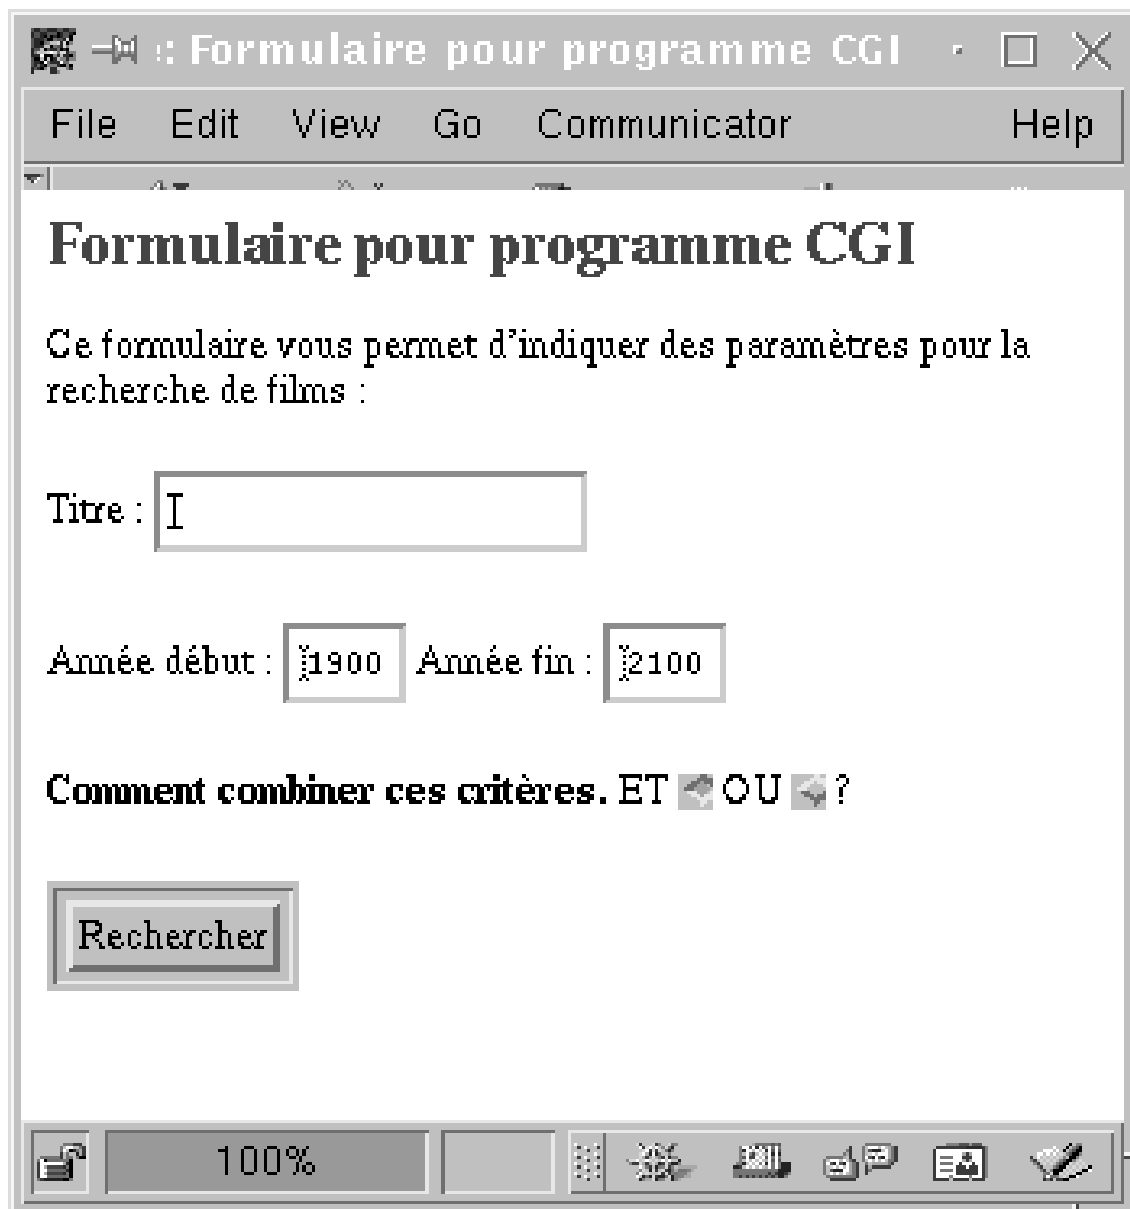 : Formulaire pour programme CGI
File Edit View Go Communicator Help
Formulaire pour programme CGI
Ce formulaire vous permet d'indiquer des paramètres pour la
recherche de films :
Titre :
Année début : 1900 Année fin : 2100
Comment combiner ces critères. ET OU ?
Rechercher
100%